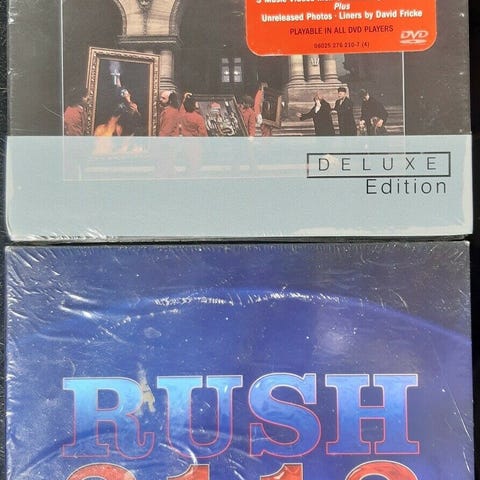 Plus
Unreleased Photos · Liners by David Fricke
PLAYABLE IN ALL DVD PLAYERS
06025 276 210-7 (4)
DVD
DELUXE
Edition
RUSH
2112